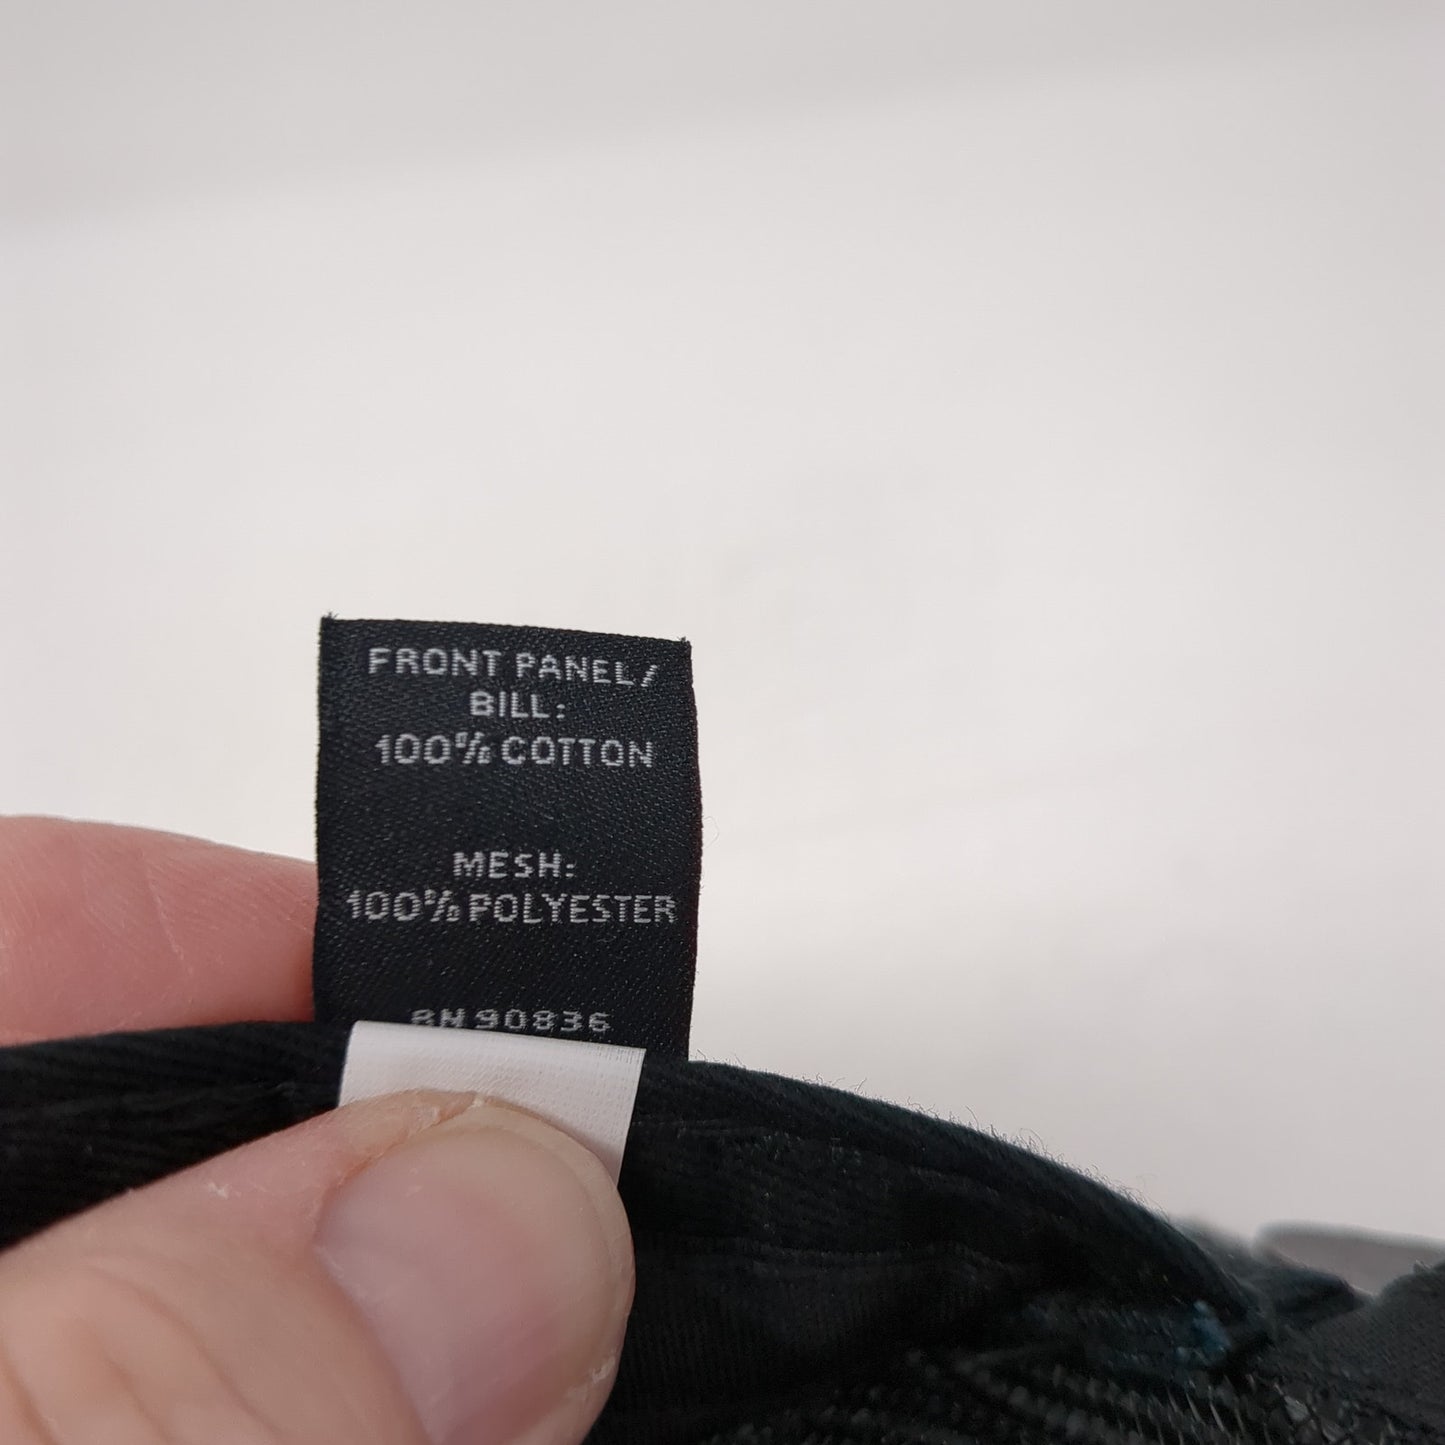 FRONT PANEL/
BILL:
100% COTTON
MESH:
100% POLYESTER
RN 90836